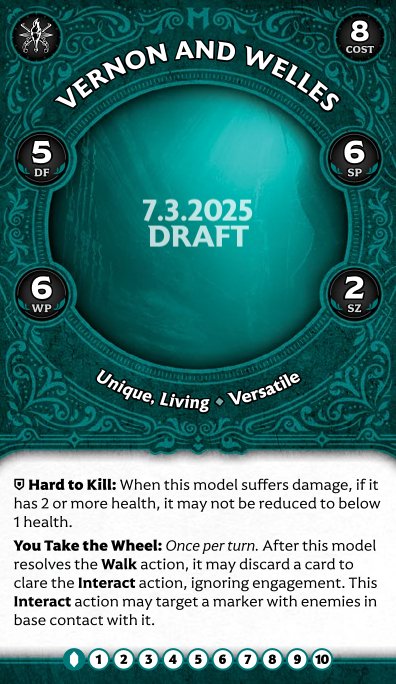 8
COST
VERNON AND WELLES
5
DF
6
SP
7.3.2025
DRAFT
6
WP
2
SZ
Unique, Living ⬥ Versatile
Hard to Kill: When this model suffers damage, if it
has 2 or more health, it may not be reduced to below
1 health.
You Take the Wheel: Once per turn. After this model
resolves the Walk action, it may discard a card to
clare the Interact action, ignoring engagement. This
Interact action may target a marker with enemies in
base contact with it.
1 2 3 4 5 6 7 8 9 10